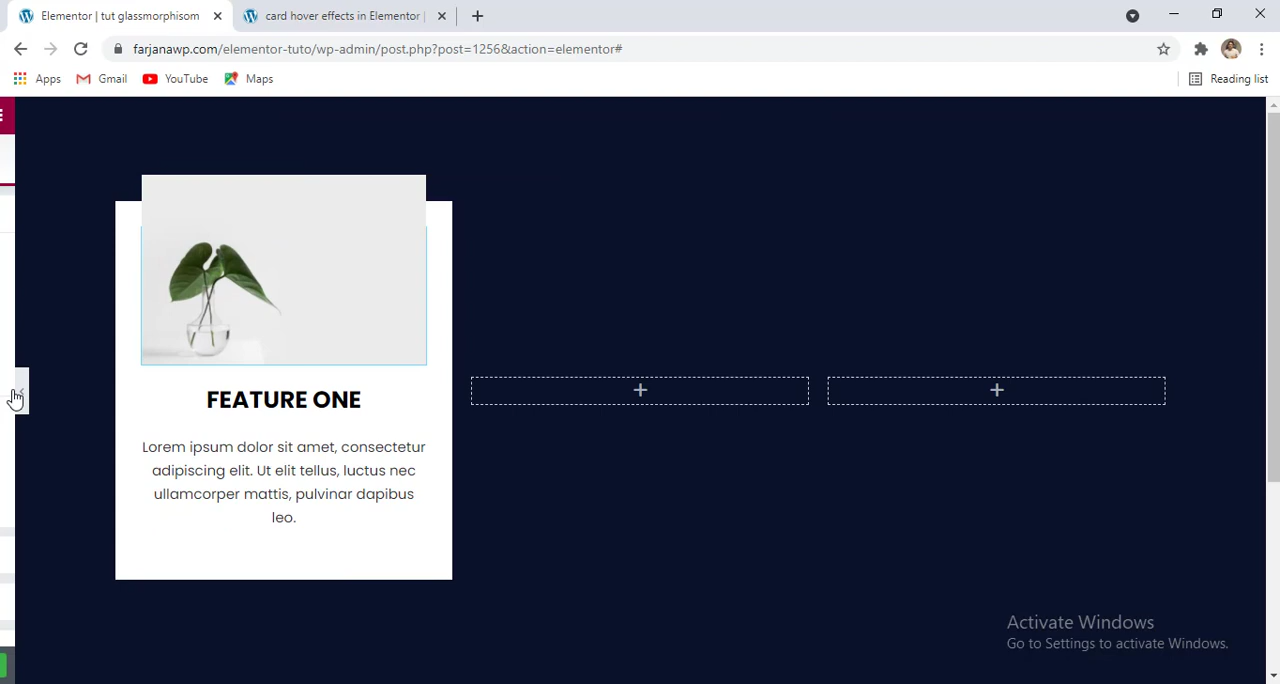 Elementor | tut glassmorphisom
card hover effects in Elementor |
farjanawp.com/elementor-tuto/wp-admin/post.php?post=1256&action=elementor#
Apps
Gmail
YouTube
Maps
Reading list
FEATURE ONE
Lorem ipsum dolor sit amet, consectetur
adipiscing elit. Ut elit tellus, luctus nec
ullamcorper mattis, pulvinar dapibus
leo.
Activate Windows
Go to Settings to activate Windows.